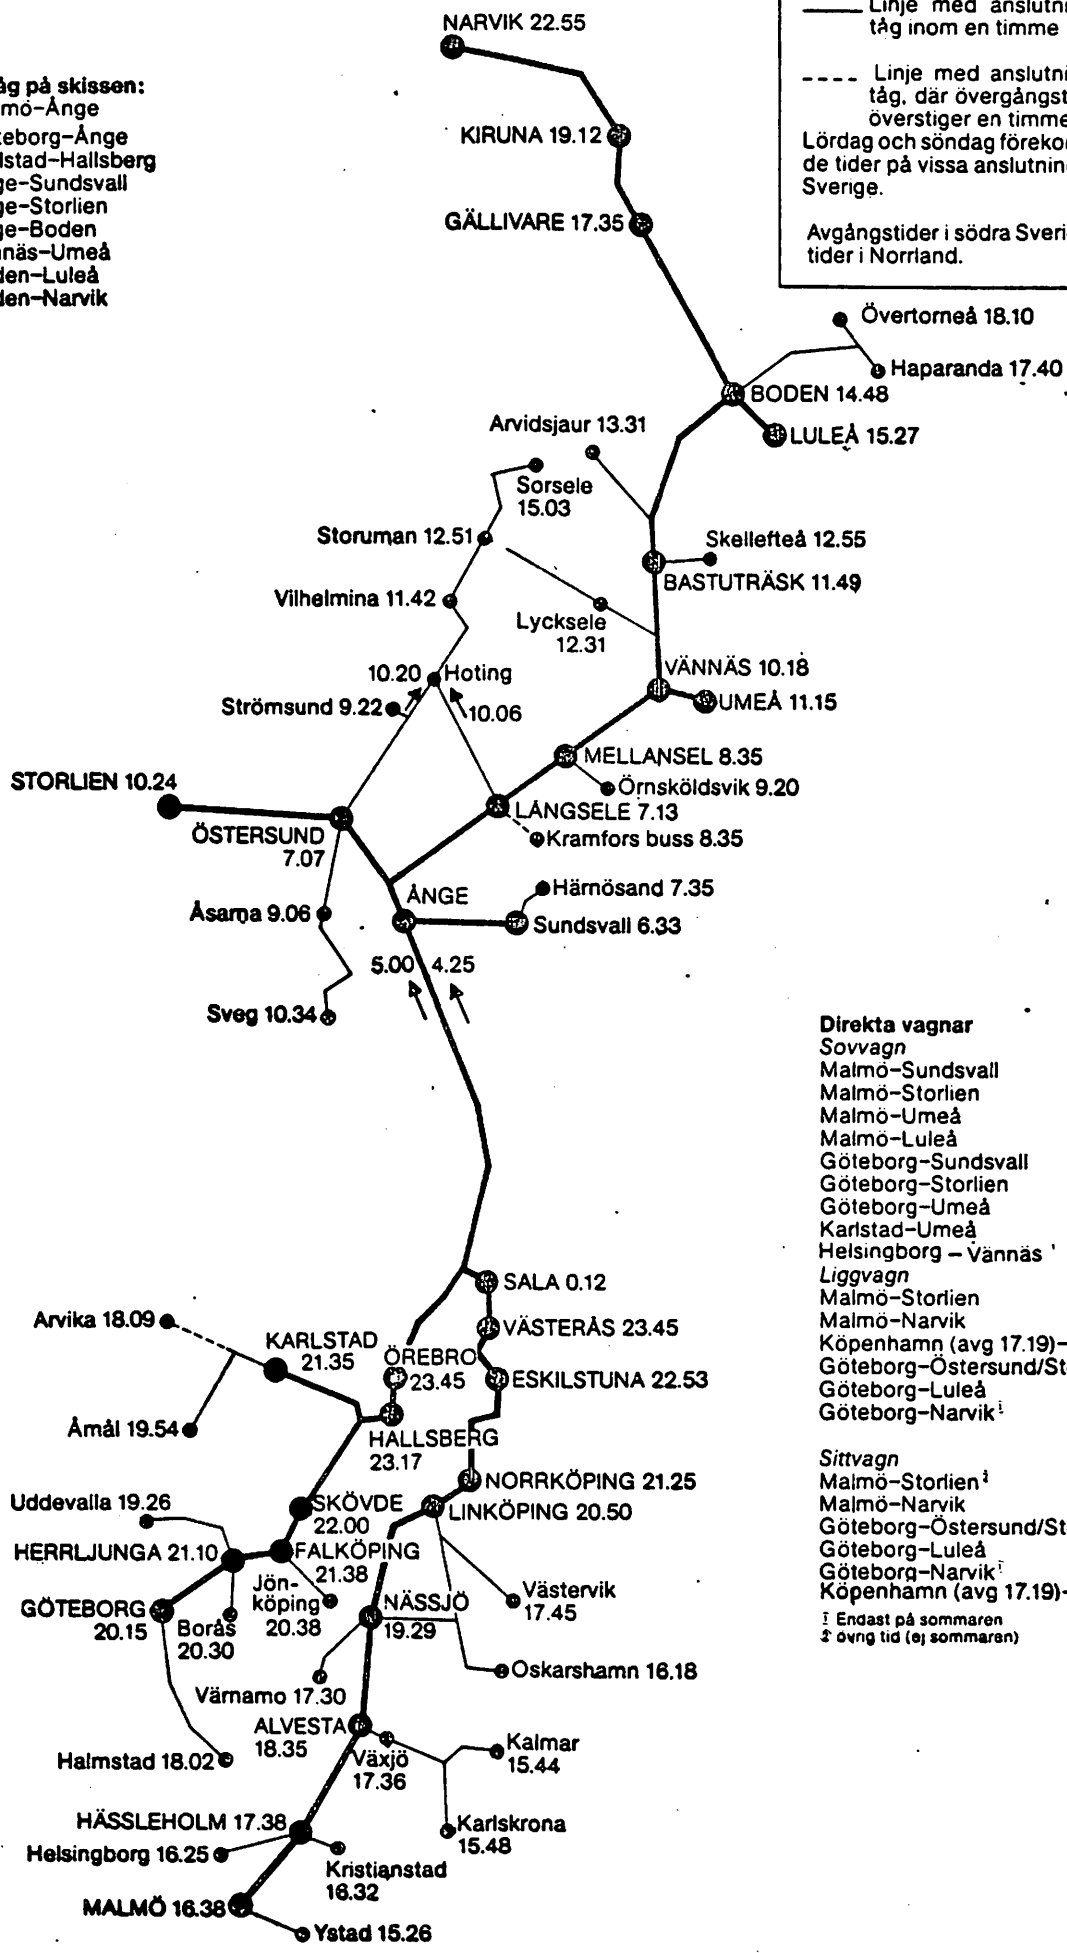 NARVIK 22.55
Linje med anslutni
tåg inom en timme
Linje med anslutni
tåg, där övergångst
överstiger en timme
Lördag och söndag föreko
de tider på vissa anslutnin
Sverige.
Avgångstider i södra Sveri
tider i Norrland.
åg på skissen:
mö–Ånge
teborg–Ånge
lstad–Hallsberg
ge–Sundsvall
ge–Storlien
ge–Boden
nnäs–Umeå
den–Luleå
den–Narvik
KIRUNA 19.12
GÄLLIVARE 17.35
Övertorneå 18.10
Haparanda 17.40
BODEN 14.48
LULEÅ 15.27
Arvidsjaur 13.31
Sorsele
15.03
Storuman 12.51
Skellefteå 12.55
BASTUTRÄSK 11.49
Vilhelmina 11.42
Lycksele
12.31
10.20 Hoting
VÄNNÄS 10.18
UMEÅ 11.15
Strömsund 9.22
10.06
MELLANSEL 8.35
Örnsköldsvik 9.20
STORLIEN 10.24
LÅNGSELE 7.13
ÖSTERSUND
7.07
Kramfors buss 8.35
ÅNGE
Härnösand 7.35
Åsarna 9.06
Sundsvall 6.33
5.00 4.25
Sveg 10.34
Direkta vagnar
Sovvagn
Malmö–Sundsvall
Malmö–Storlien
Malmö–Umeå
Malmö–Luleå
Göteborg–Sundsvall
Göteborg–Storlien
Göteborg–Umeå
Karlstad–Umeå
Helsingborg – Vännäs ¹
Liggvagn
Malmö–Storlien
Malmö–Narvik
Köpenhamn (avg 17.19)–
Göteborg–Östersund/St
Göteborg–Luleå
Göteborg–Narvik¹
Sittvagn
Malmö–Storlien²
Malmö–Narvik
Göteborg–Östersund/St
Göteborg–Luleå
Göteborg–Narvik¹
Köpenhamn (avg 17.19)–
1 Endast på sommaren
2 övrig tid (ej sommaren)
SALA 0.12
Arvika 18.09
VÄSTERÅS 23.45
KARLSTAD
21.35
ÖREBRO
23.45
ESKILSTUNA 22.53
Åmål 19.54
HALLSBERG
23.17
NORRKÖPING 21.25
Uddevalla 19.26
SKÖVDE
22.00
LINKÖPING 20.50
HERRLJUNGA 21.10
FALKÖPING
21.38
Jön-
köping
20.38
Västervik
17.45
GÖTEBORG
20.15
Borås
20.30
NÄSSJÖ
19.29
Oskarshamn 16.18
Värnamo 17.30
ALVESTA
18.35
Halmstad 18.02
Växjö
17.36
Kalmar
15.44
HÄSSLEHOLM 17.38
Karlskrona
15.48
Helsingborg 16.25
Kristianstad
16.32
MALMÖ 16.38
Ystad 15.26